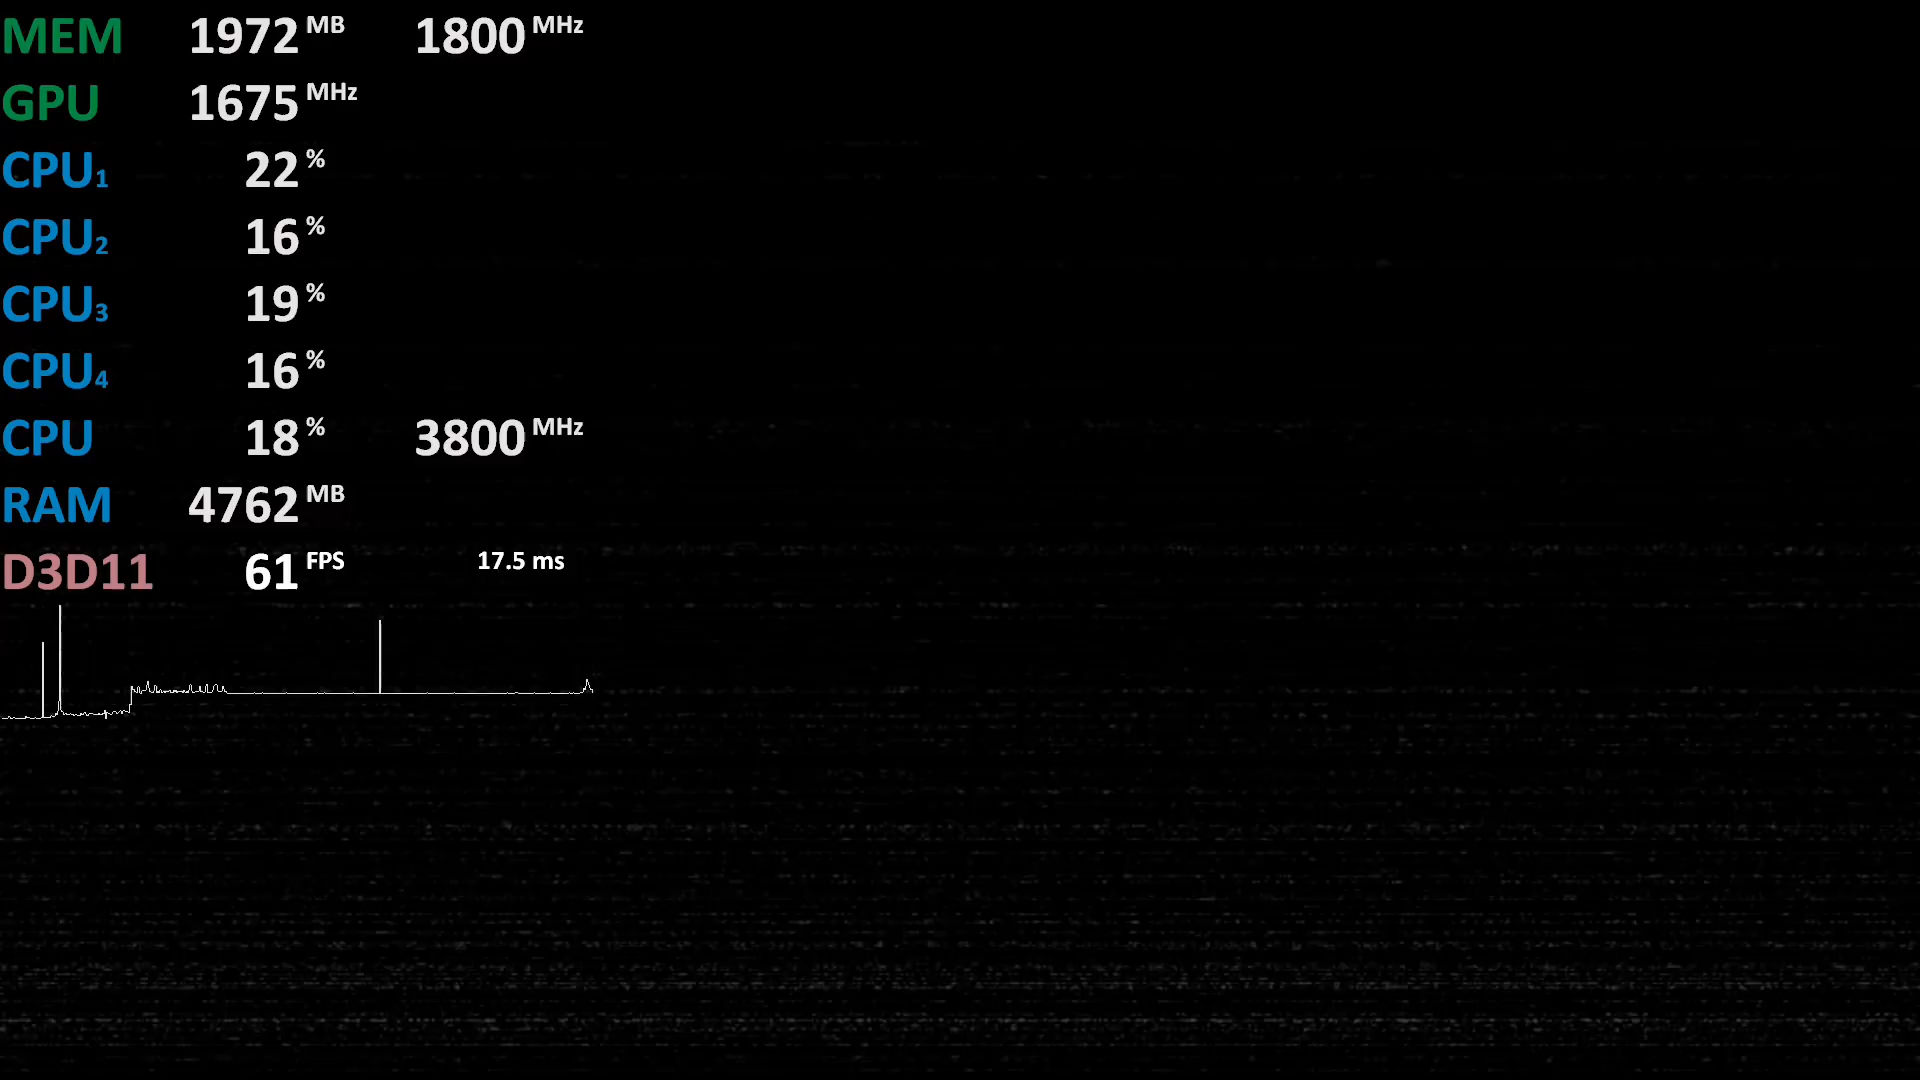 MEM 1972 MB 1800 MHz
GPU 1675 MHz
CPU1 22 %
CPU2 16 %
CPU3 19 %
CPU4 16 %
CPU 18 % 3800 MHz
RAM 4762 MB
D3D11 61 FPS 17.5 ms